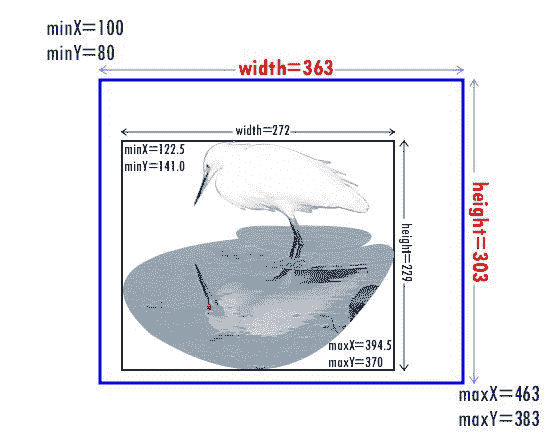 minX=100
minY=80
width=363
width=272
minX=122.5
minY=141.0
height=229
height=303
maxX=394.5
maxY=370
maxX=463
maxY=383